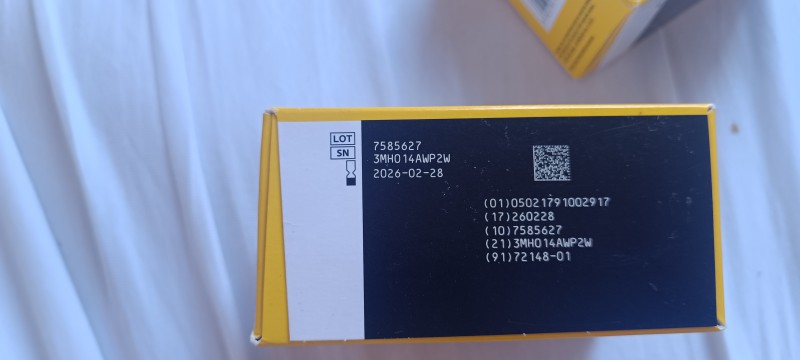 LOT
7585627
SN
3MH014AWP2W
2026-02-28
(01)05021791002917
(17)260228
(10)7585627
(21)3MH014AWP2W
(91)72148-01